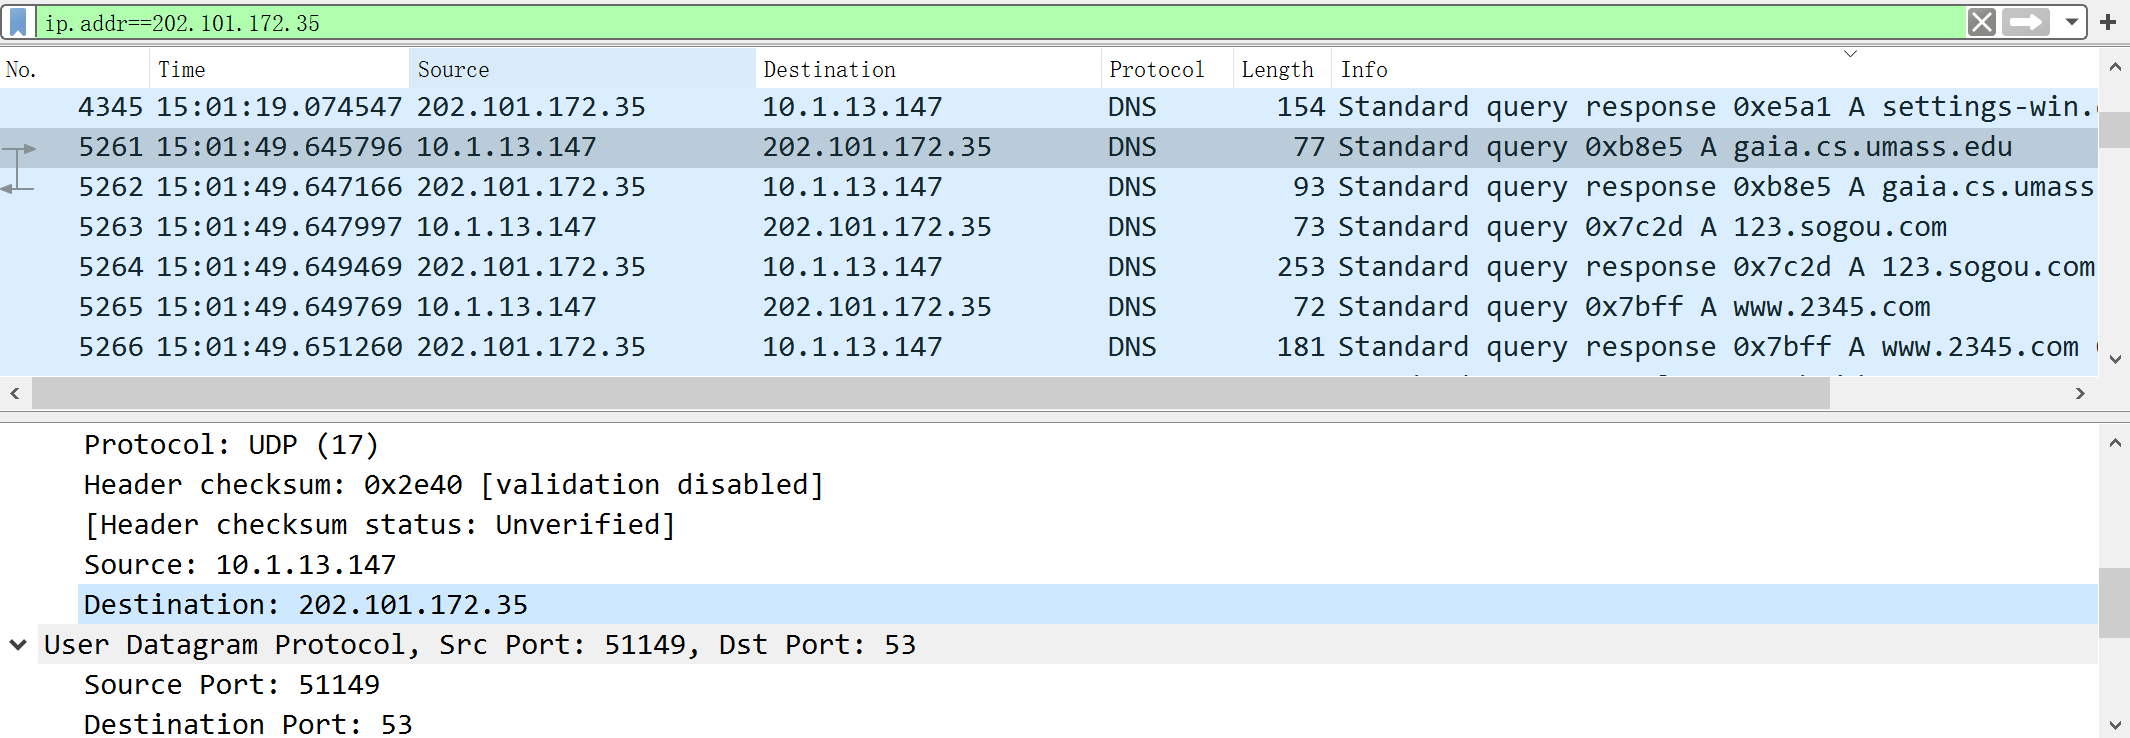 ip.addr==202.101.172.35
No. Time Source Destination Protocol Length Info
4345 15:01:19.074547 202.101.172.35 10.1.13.147 DNS 154 Standard query response 0xe5a1 A settings-win.
5261 15:01:49.645796 10.1.13.147 202.101.172.35 DNS 77 Standard query 0xb8e5 A gaia.cs.umass.edu
5262 15:01:49.647166 202.101.172.35 10.1.13.147 DNS 93 Standard query response 0xb8e5 A gaia.cs.umass
5263 15:01:49.647997 10.1.13.147 202.101.172.35 DNS 73 Standard query 0x7c2d A 123.sogou.com
5264 15:01:49.649469 202.101.172.35 10.1.13.147 DNS 253 Standard query response 0x7c2d A 123.sogou.com
5265 15:01:49.649769 10.1.13.147 202.101.172.35 DNS 72 Standard query 0x7bff A www.2345.com
5266 15:01:49.651260 202.101.172.35 10.1.13.147 DNS 181 Standard query response 0x7bff A www.2345.com
Protocol: UDP (17)
Header checksum: 0x2e40 [validation disabled]
[Header checksum status: Unverified]
Source: 10.1.13.147
Destination: 202.101.172.35
User Datagram Protocol, Src Port: 51149, Dst Port: 53
Source Port: 51149
Destination Port: 53